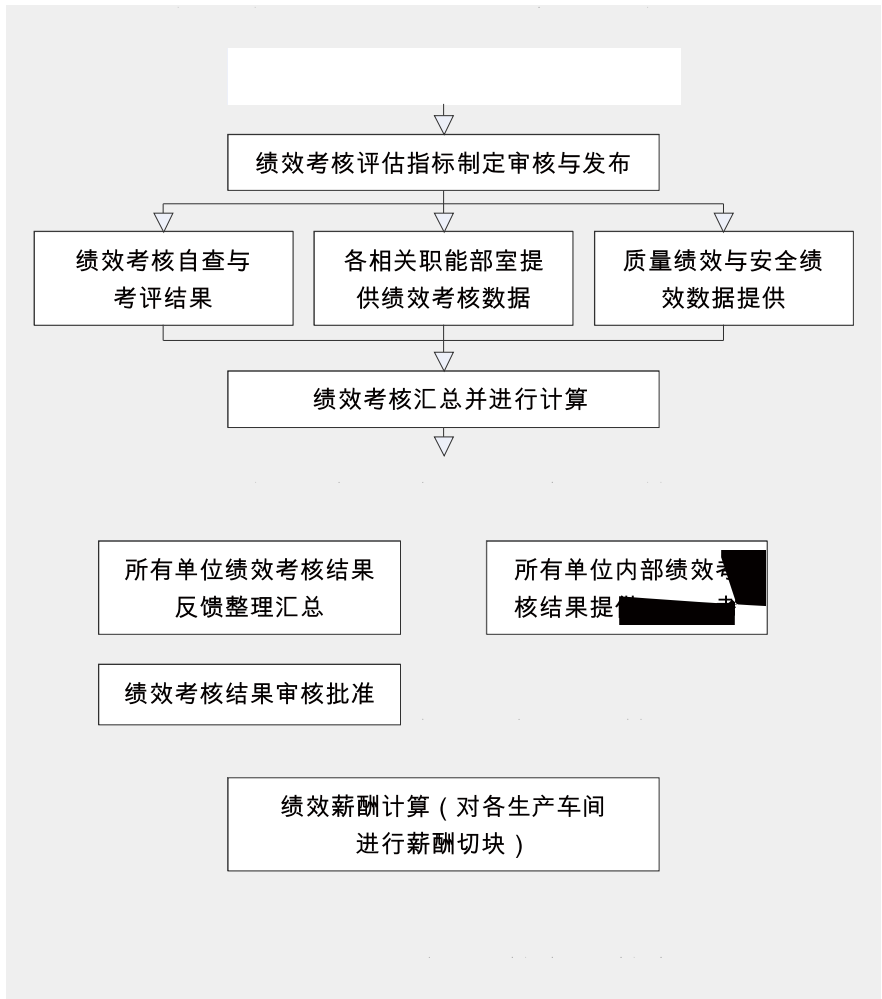 绩效考核评估指标制定审核与发布
绩效考核自查与
考评结果
各相关职能部室提
供绩效考核数据
质量绩效与安全绩
效数据提供
绩效考核汇总并进行计算
所有单位绩效考核结果
反馈整理汇总
所有单位内部绩效考
核结果提
绩效考核结果审核批准
绩效薪酬计算（对各生产车间
进行薪酬切块）